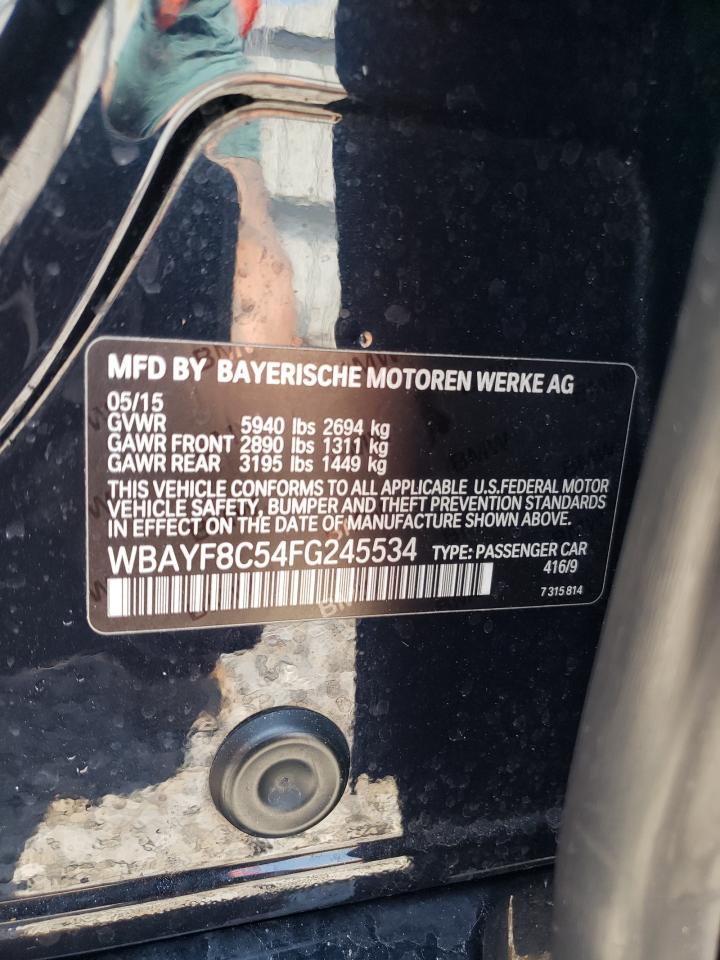 MFD BY BAYERISCHE MOTOREN WERKE AG
05/15
GVWR 5940 lbs 2694 kg
GAWR FRONT 2890 lbs 1311 kg
GAWR REAR 3195 lbs 1449 kg
THIS VEHICLE CONFORMS TO ALL APPLICABLE U.S.FEDERAL MOTOR
VEHICLE SAFETY, BUMPER AND THEFT PREVENTION STANDARDS
IN EFFECT ON THE DATE OF MANUFACTURE SHOWN ABOVE.
WBAYF8C54FG245534 TYPE: PASSENGER CAR
416/9
7 315 814